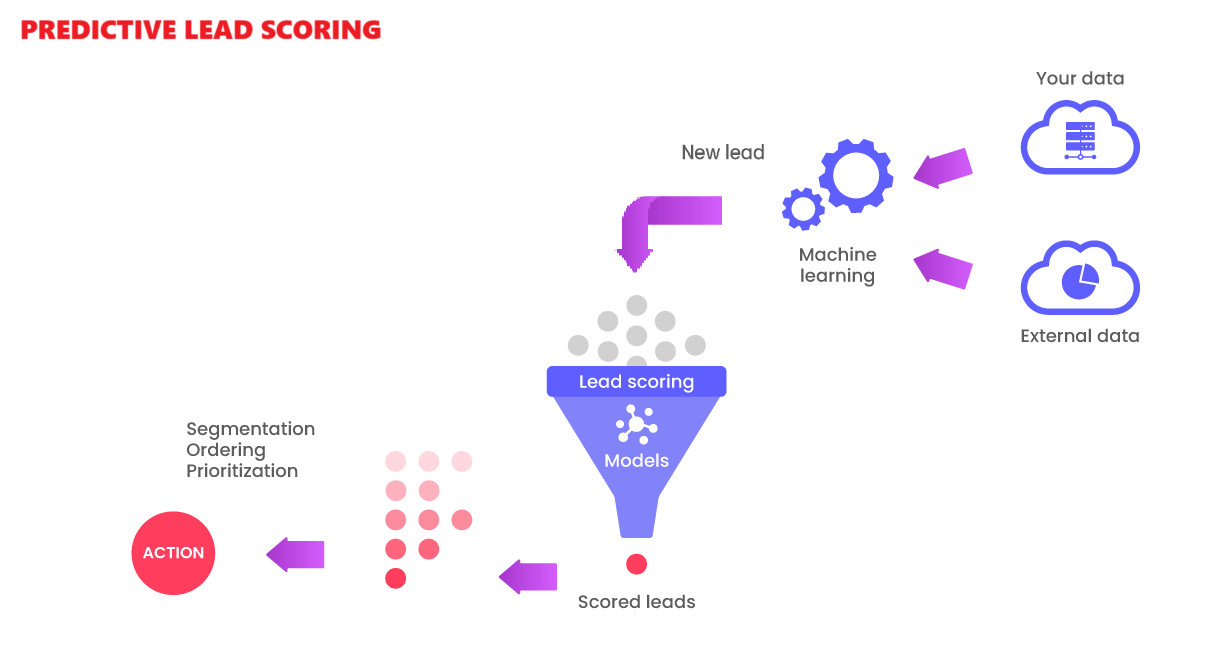 PREDICTIVE LEAD SCORING
Your data
New lead
Machine
learning
External data
Lead scoring
Models
Segmentation
Ordering
Prioritization
ACTION
Scored leads